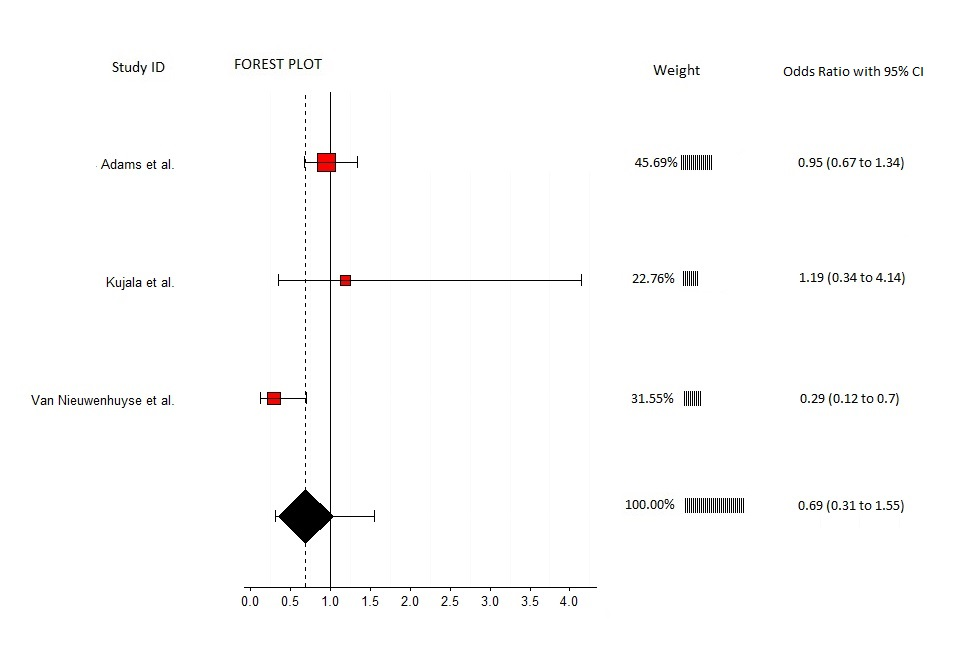 Study ID FOREST PLOT Weight Odds Ratio with 95% CI
Adams et al. 45.69% 0.95 (0.67 to 1.34)
Kujala et al. 22.76% 1.19 (0.34 to 4.14)
Van Nieuwenhuyse et al. 31.55% 0.29 (0.12 to 0.7)
100.00% 0.69 (0.31 to 1.55)
0.0 0.5 1.0 1.5 2.0 2.5 3.0 3.5 4.0